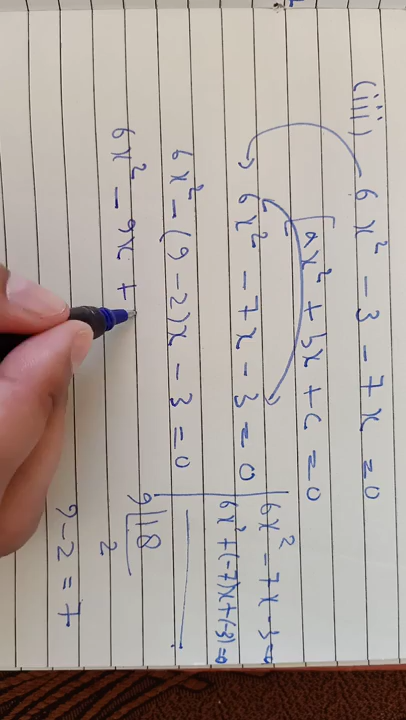 (iii) 6x² - 3 - 7x = 0
ax² + bx + c = 0
6x² - 7x - 3 = 0
6x² - (9 - 2)x - 3 = 0
6x² - 9x +
6x² - 7x - 3 = 0
6x² + (-7)x + (-3) = 0
9 18
2
9 - 2 = 7